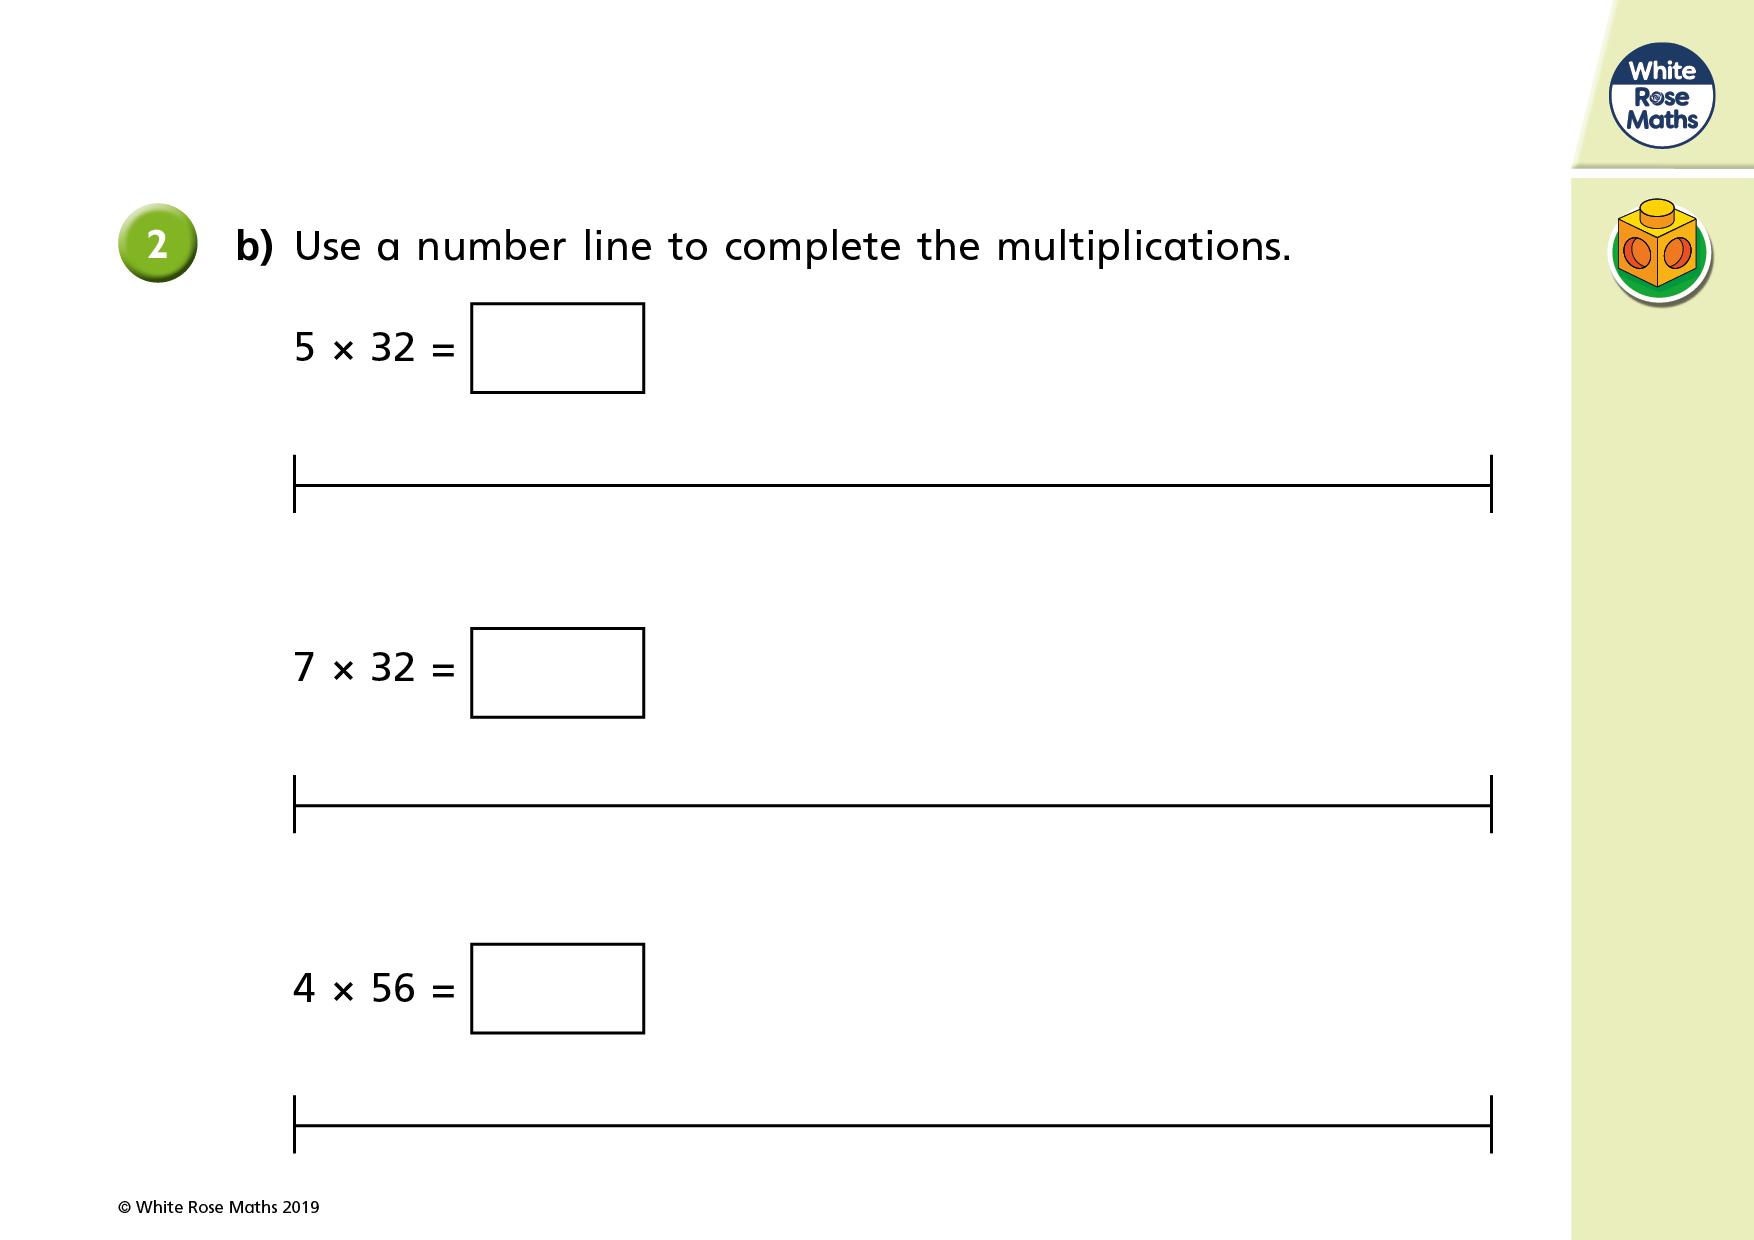 White
Rose
Maths
2 b) Use a number line to complete the multiplications.
5 × 32 =
7 × 32 =
4 × 56 =
© White Rose Maths 2019